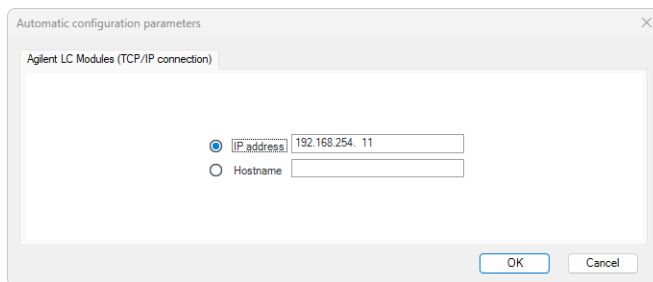 Automatic configuration parameters
Agilent LC Modules (TCP/IP connection)
IP address 192.168.254. 11
Hostname
OK Cancel